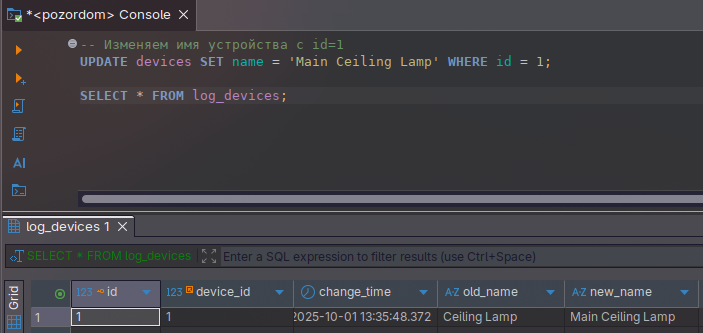 *<pozordom> Console
-- Изменяем имя устройства с id=1
UPDATE devices SET name = 'Main Ceiling Lamp' WHERE id = 1;
SELECT * FROM log_devices;
AI
log_devices 1
SELECT * FROM log_devices
Enter a SQL expression to filter results (use Ctrl+Space)
Grid
123 id
123 device_id
change_time
A-Z old_name
A-Z new_name
1
1
1
2025-10-01 13:35:48.372
Ceiling Lamp
Main Ceiling Lamp